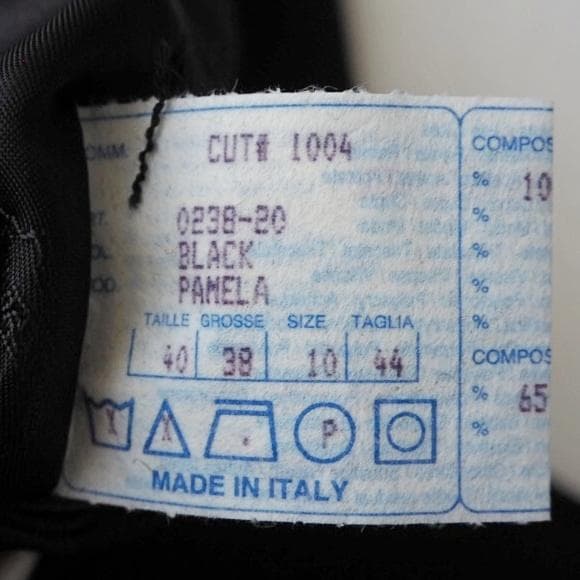 CUT# 1004
0238-20
BLACK
PAMELA
TAILLE GROSSE SIZE TAGLIA
40 38 10 44
X X . P
MADE IN ITALY
COMPOS
% 10
%
%
%
%
%
COMPOS
% 65
%